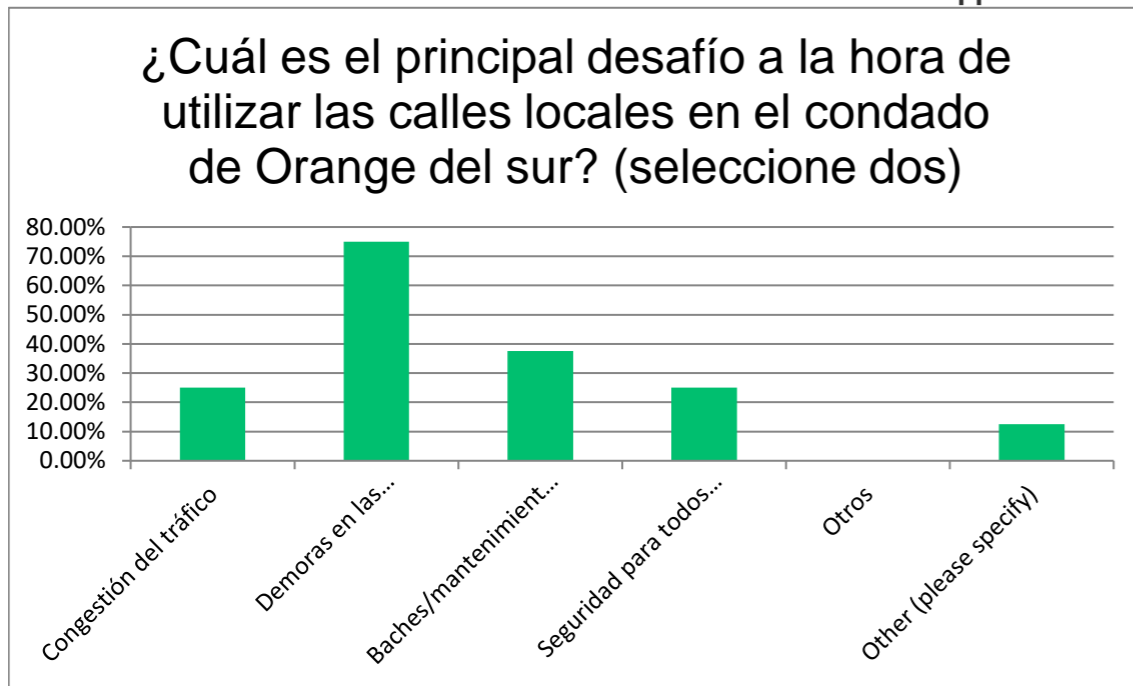 ¿Cuál es el principal desafío a la hora de
utilizar las calles locales en el condado
de Orange del sur? (seleccione dos)
80.00%
70.00%
60.00%
50.00%
40.00%
30.00%
20.00%
10.00%
0.00%
Congestión del tráfico
Demoras en las...
Baches/mantenimient...
Seguridad para todos...
Otros
Other (please specify)